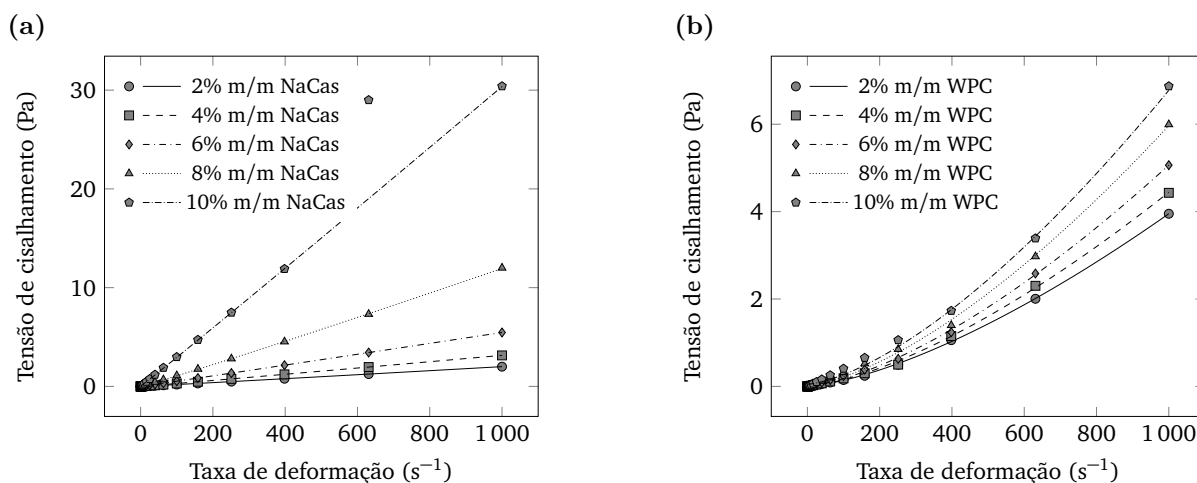 (a)
Tensão de cisalhamento (Pa)
30
20
10
0
2% m/m NaCas
4% m/m NaCas
6% m/m NaCas
8% m/m NaCas
10% m/m NaCas
0 200 400 600 800 1 000
Taxa de deformação (s⁻¹)
(b)
Tensão de cisalhamento (Pa)
6
4
2
0
2% m/m WPC
4% m/m WPC
6% m/m WPC
8% m/m WPC
10% m/m WPC
0 200 400 600 800 1 000
Taxa de deformação (s⁻¹)